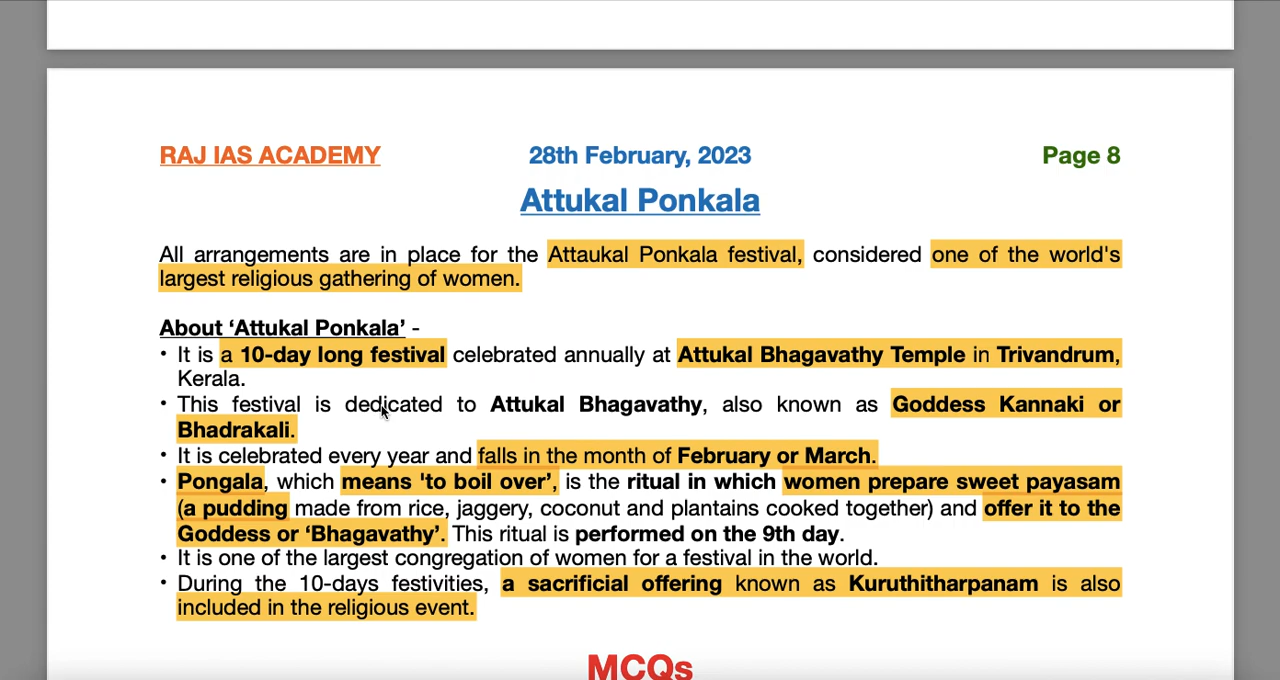 RAJ IAS ACADEMY 28th February, 2023 Page 8
Attukal Ponkala
All arrangements are in place for the Attaukal Ponkala festival, considered one of the world's
largest religious gathering of women.
About ‘Attukal Ponkala’ -
• It is a 10-day long festival celebrated annually at Attukal Bhagavathy Temple in Trivandrum,
Kerala.
• This festival is dedicated to Attukal Bhagavathy, also known as Goddess Kannaki or
Bhadrakali.
• It is celebrated every year and falls in the month of February or March.
• Pongala, which means 'to boil over’, is the ritual in which women prepare sweet payasam
(a pudding made from rice, jaggery, coconut and plantains cooked together) and offer it to the
Goddess or ‘Bhagavathy’. This ritual is performed on the 9th day.
• It is one of the largest congregation of women for a festival in the world.
• During the 10-days festivities, a sacrificial offering known as Kuruthitharpanam is also
included in the religious event.
MCQs